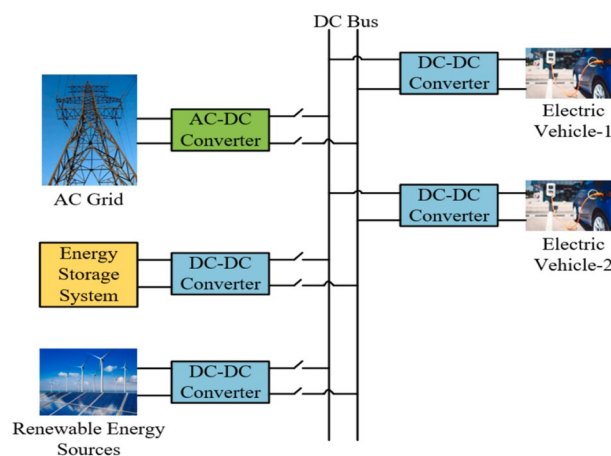 DC Bus
DC-DC
Converter
Electric
Vehicle-1
AC-DC
Converter
AC Grid
DC-DC
Converter
Electric
Vehicle-2
Energy
Storage
System
DC-DC
Converter
DC-DC
Converter
Renewable Energy
Sources